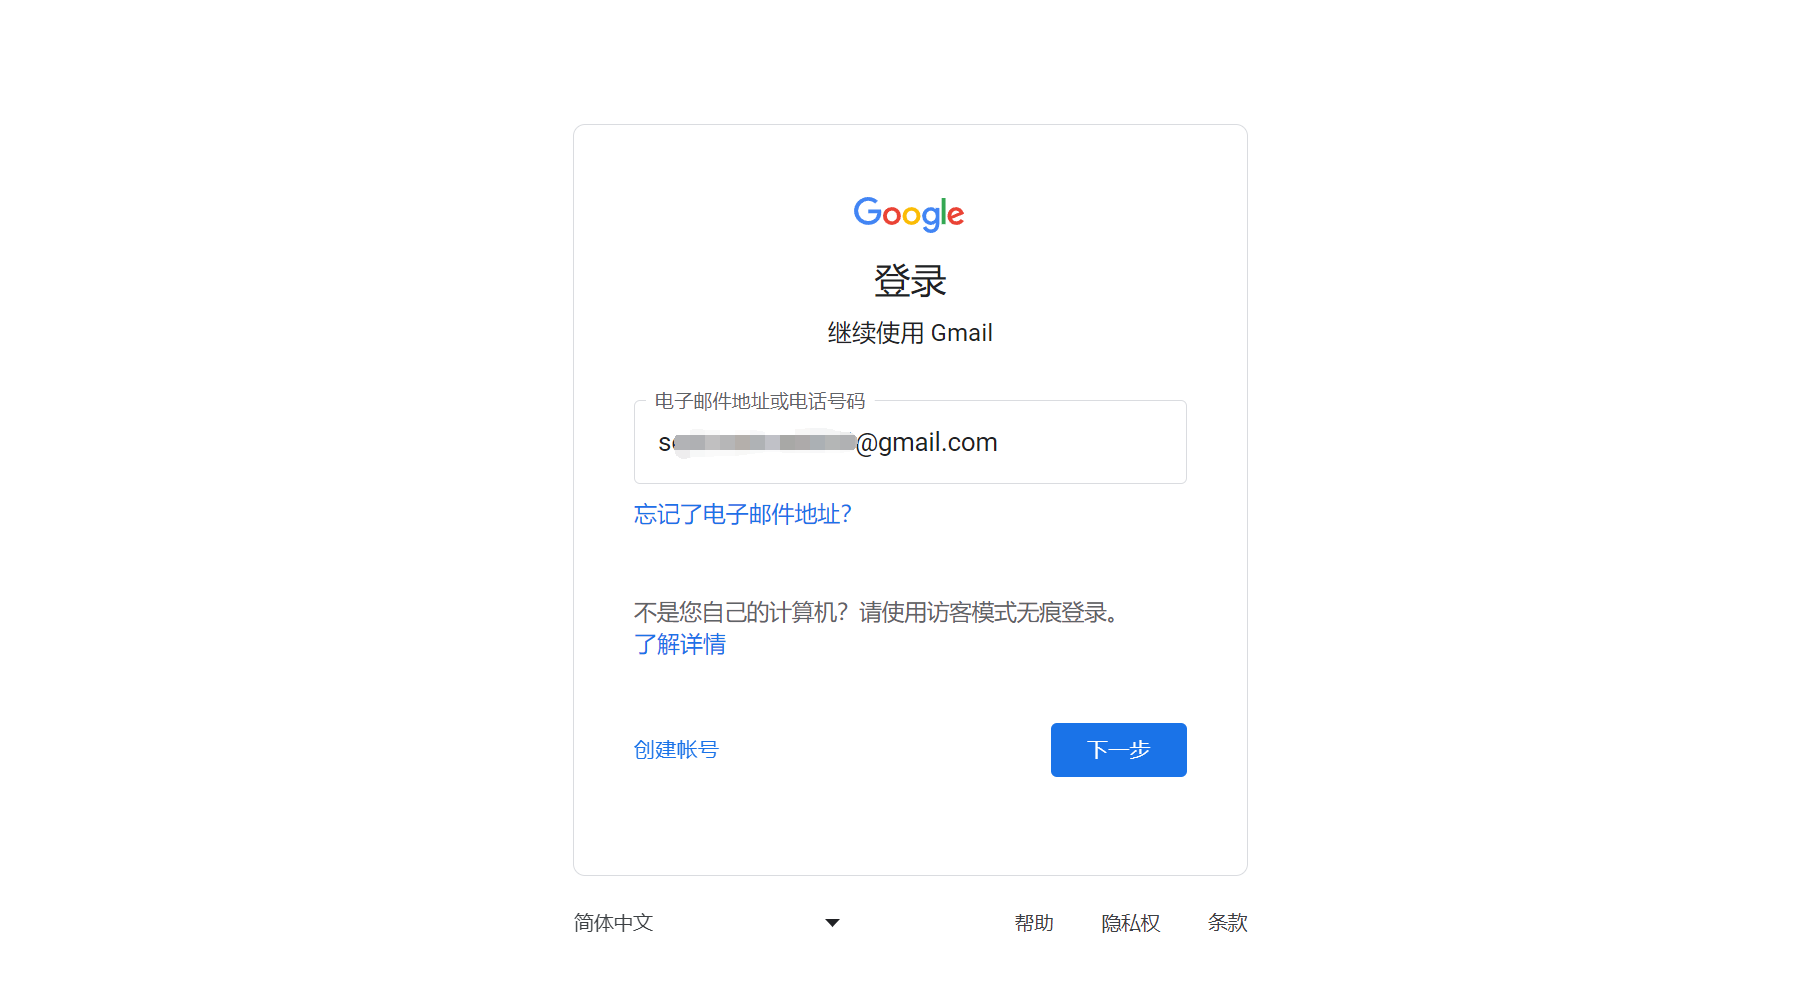 Google
登录
继续使用 Gmail
电子邮件地址或电话号码
@gmail.com
忘记了电子邮件地址？
不是您自己的计算机？请使用访客模式无痕登录。
了解详情
创建帐号
下一步
简体中文
帮助
隐私权
条款